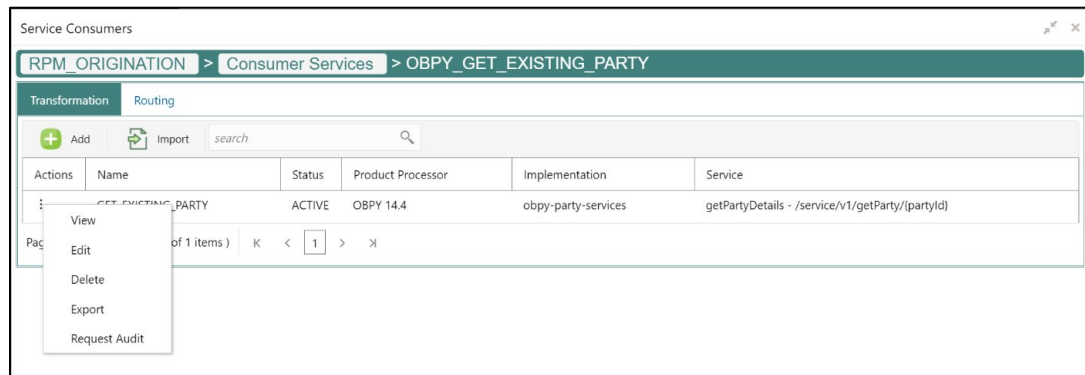 Service Consumers
RPM_ORIGINATION > Consumer Services > OBPY_GET_EXISTING_PARTY
Transformation Routing
Add Import search
Actions Name Status Product Processor Implementation Service
GET_EXISTING_PARTY ACTIVE OBPY 14.4 obpy-party-services getPartyDetails - /service/v1/getParty/{partyId}
View
of 1 items ) K < 1 > >|
Edit
Delete
Export
Request Audit